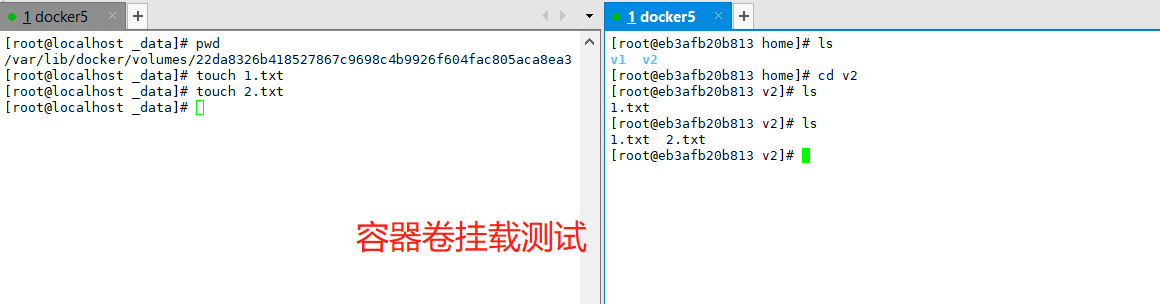 1 docker5
[root@localhost _data]# pwd
/var/lib/docker/volumes/22da8326b418527867c9698c4b9926f604fac805aca8ea3
[root@localhost _data]# touch 1.txt
[root@localhost _data]# touch 2.txt
[root@localhost _data]#
容器卷挂载测试
1 docker5
[root@eb3afb20b813 home]# ls
v1  v2
[root@eb3afb20b813 home]# cd v2
[root@eb3afb20b813 v2]# ls
1.txt
[root@eb3afb20b813 v2]# ls
1.txt  2.txt
[root@eb3afb20b813 v2]#